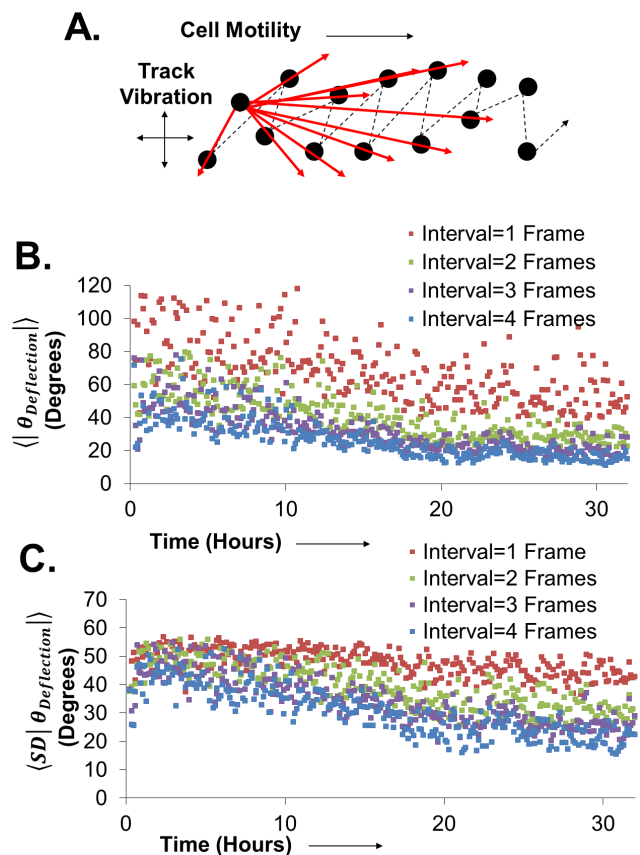 A.
Cell Motility
Track
Vibration
B.
Interval=1 Frame
Interval=2 Frames
Interval=3 Frames
Interval=4 Frames
⟨|θDeflection|⟩
(Degrees)
120
100
80
60
40
20
0
0 10 20 30
Time (Hours)
C.
Interval=1 Frame
Interval=2 Frames
Interval=3 Frames
Interval=4 Frames
⟨SD|θDeflection|⟩
(Degrees)
70
60
50
40
30
20
10
0
0 10 20 30
Time (Hours)